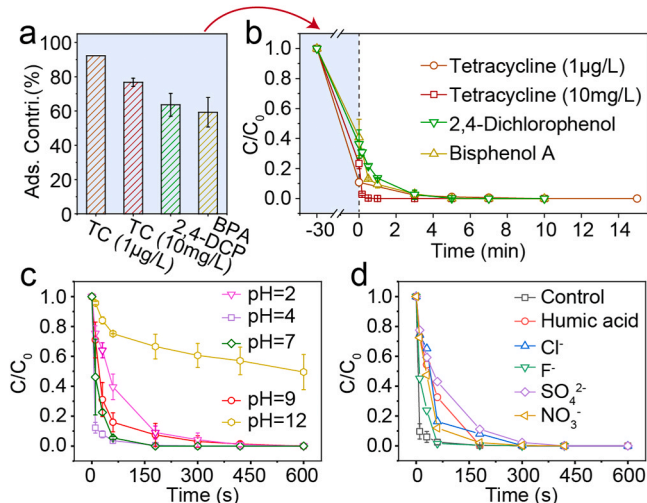 a
Ads. Contri.(%)
100
80
60
40
20
0
TC (1μg/L)
TC (10mg/L)
2,4-DCP
BPA
b
C/C0
1.0
0.8
0.6
0.4
0.2
0.0
Tetracycline (1μg/L)
Tetracycline (10mg/L)
2,4-Dichlorophenol
Bisphenol A
-30 0 2 4 6 8 10 12 14
Time (min)
c
C/C0
1.0
0.8
0.6
0.4
0.2
0.0
pH=2
pH=4
pH=7
pH=9
pH=12
0 100 200 300 400 500 600
Time (s)
d
C/C0
1.0
0.8
0.6
0.4
0.2
0.0
Control
Humic acid
Cl⁻
F⁻
SO₄²⁻
NO₃⁻
0 100 200 300 400 500 600
Time (s)